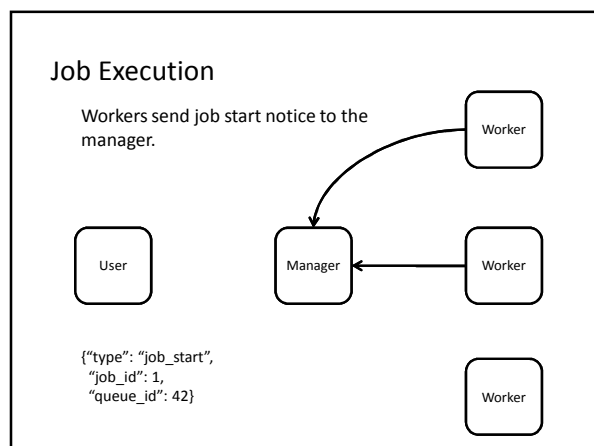 Job Execution
Workers send job start notice to the
manager.
Worker
User
Manager
Worker
{“type”: “job_start”,
“job_id”: 1,
“queue_id”: 42}
Worker